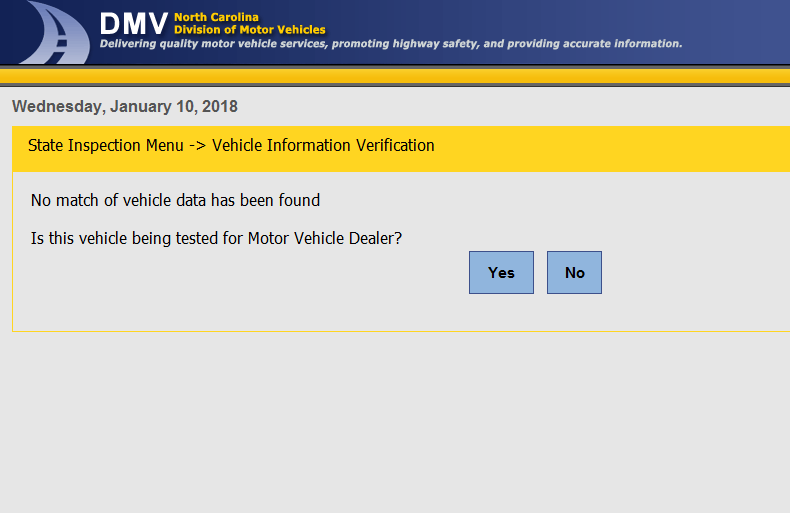 DMV North Carolina
Division of Motor Vehicles
Delivering quality motor vehicle services, promoting highway safety, and providing accurate information.
Wednesday, January 10, 2018
State Inspection Menu -> Vehicle Information Verification
No match of vehicle data has been found
Is this vehicle being tested for Motor Vehicle Dealer?
Yes No